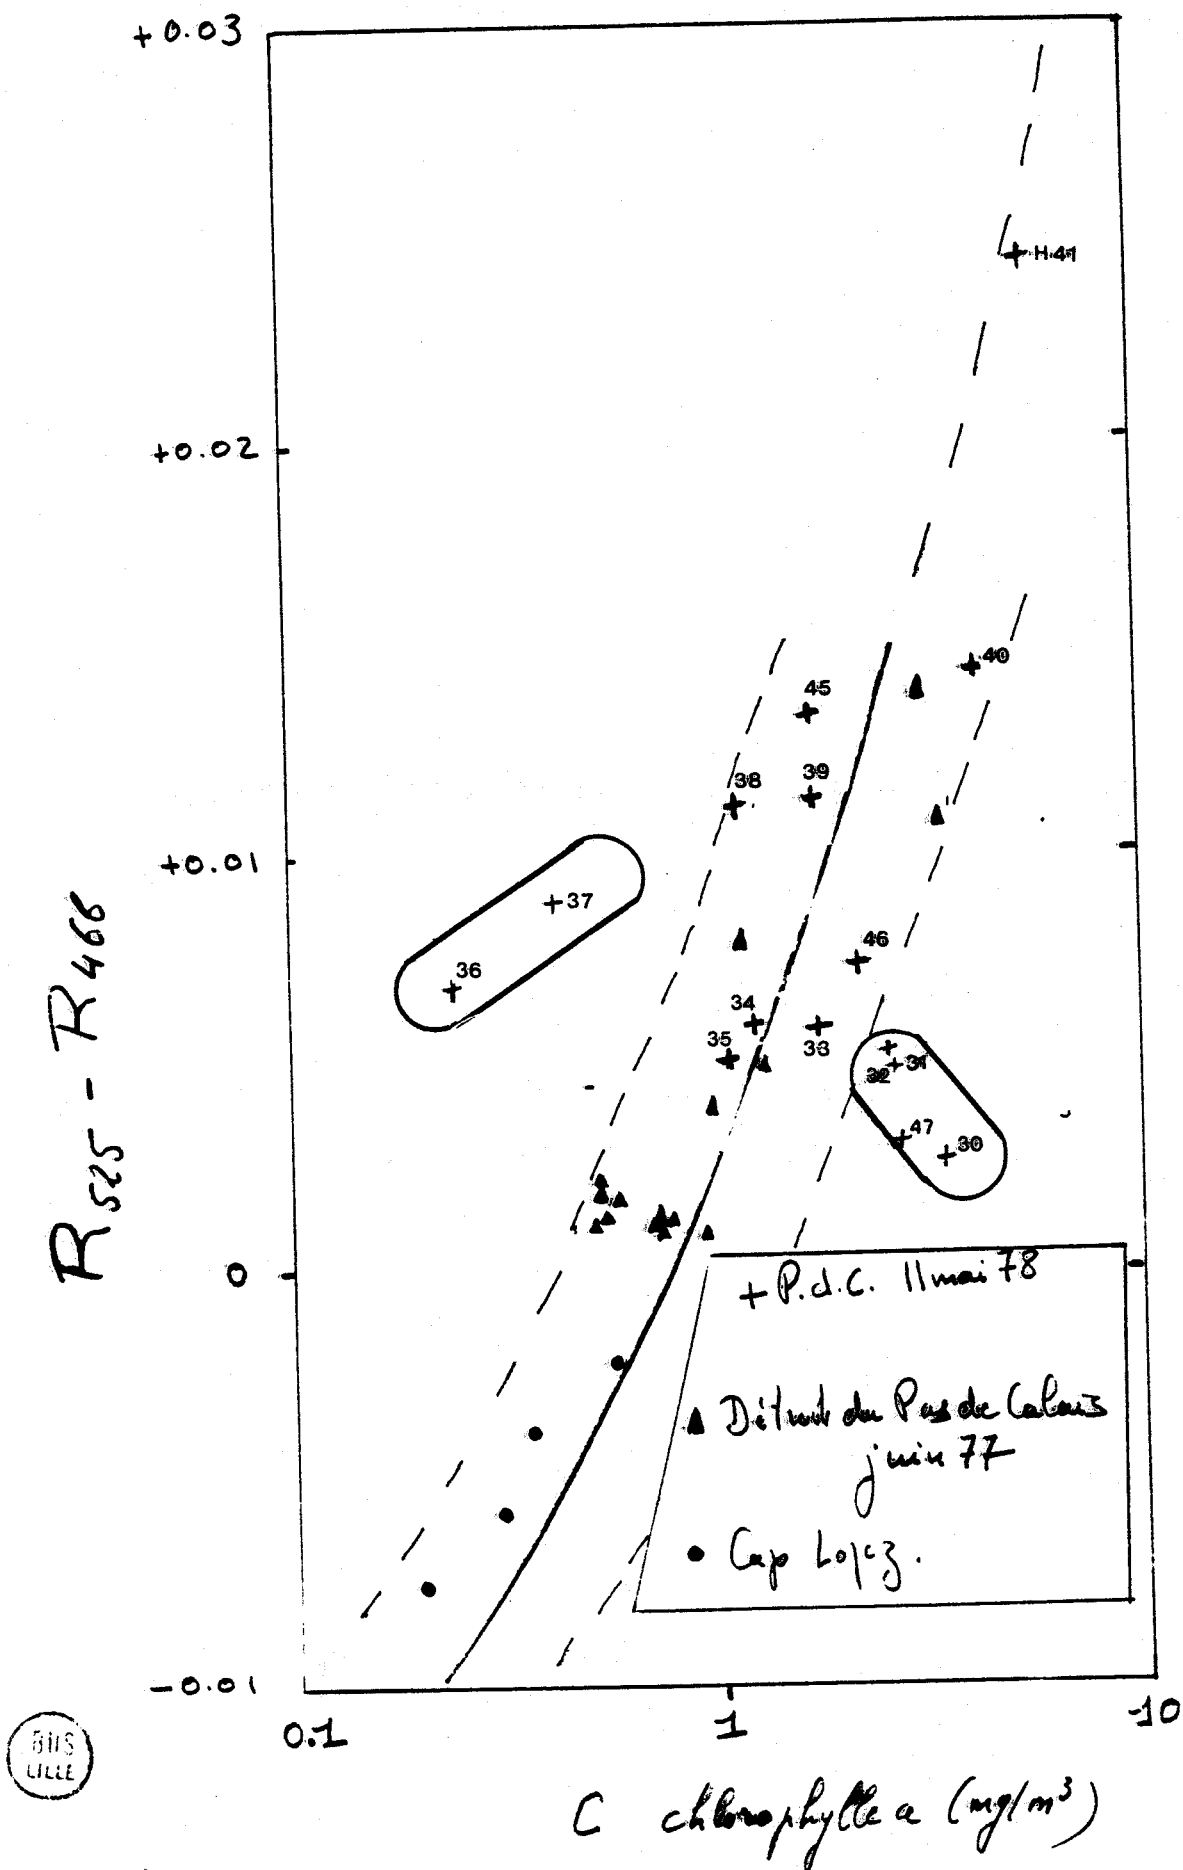 +0.03
H41
+0.02
40
45
38
39
+0.01
37
46
36
34
35
33
32
31
47
30
R525 - R466
0
+ P.d.C. 11 mai 78
▲ Détroit du Pas de Calais
juin 77
● Cap Lopez.
-0.01
0.1
1
10
BUS
LILLE
C chlorophylle a (mg/m³)